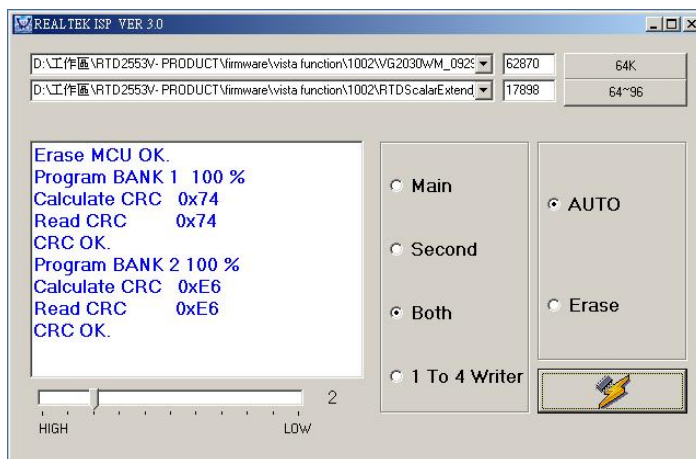 REALTEK ISP VER 3.0
D:\工作區\RTD2553V- PRODUCT\firmware\vista function\1002\VG2030WM_0929 62870 64K
D:\工作區\RTD2553V- PRODUCT\firmware\vista function\1002\RTDScalarExtend_ 17898 64~96
Erase MCU OK.
Program BANK 1 100 %
Calculate CRC 0x74
Read CRC 0x74
CRC OK.
Program BANK 2 100 %
Calculate CRC 0xE6
Read CRC 0xE6
CRC OK.
Main
Second
Both
1 To 4 Writer
AUTO
Erase
2
HIGH LOW